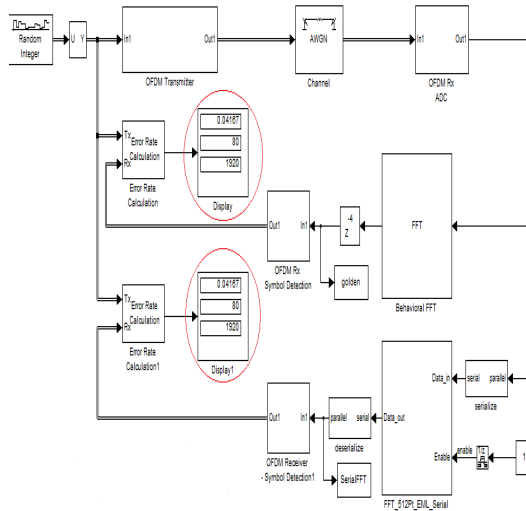 Random
Integer
U Y
In1 Out1
OFDM Transmitter
AWGN
Channel
In1 Out1
OFDM Rx
ADC
Tx
Rx
Error Rate
Calculation
Error Rate
Calculation
0.04167
80
1920
Display
Out1 In1
OFDM Rx
Symbol Detection
-4
Z
golden
FFT
Behavioral FFT
Tx
Rx
Error Rate
Calculation
Error Rate
Calculation1
0.04167
80
1920
Display1
Out1 In1
OFDM Receiver
- Symbol Detection1
parallel serial
deserialize
SerialFFT
Data_in
Data_out
Enable
FFT_512Pt_EML_Serial
serial parallel
serialize
enable
1/z
1